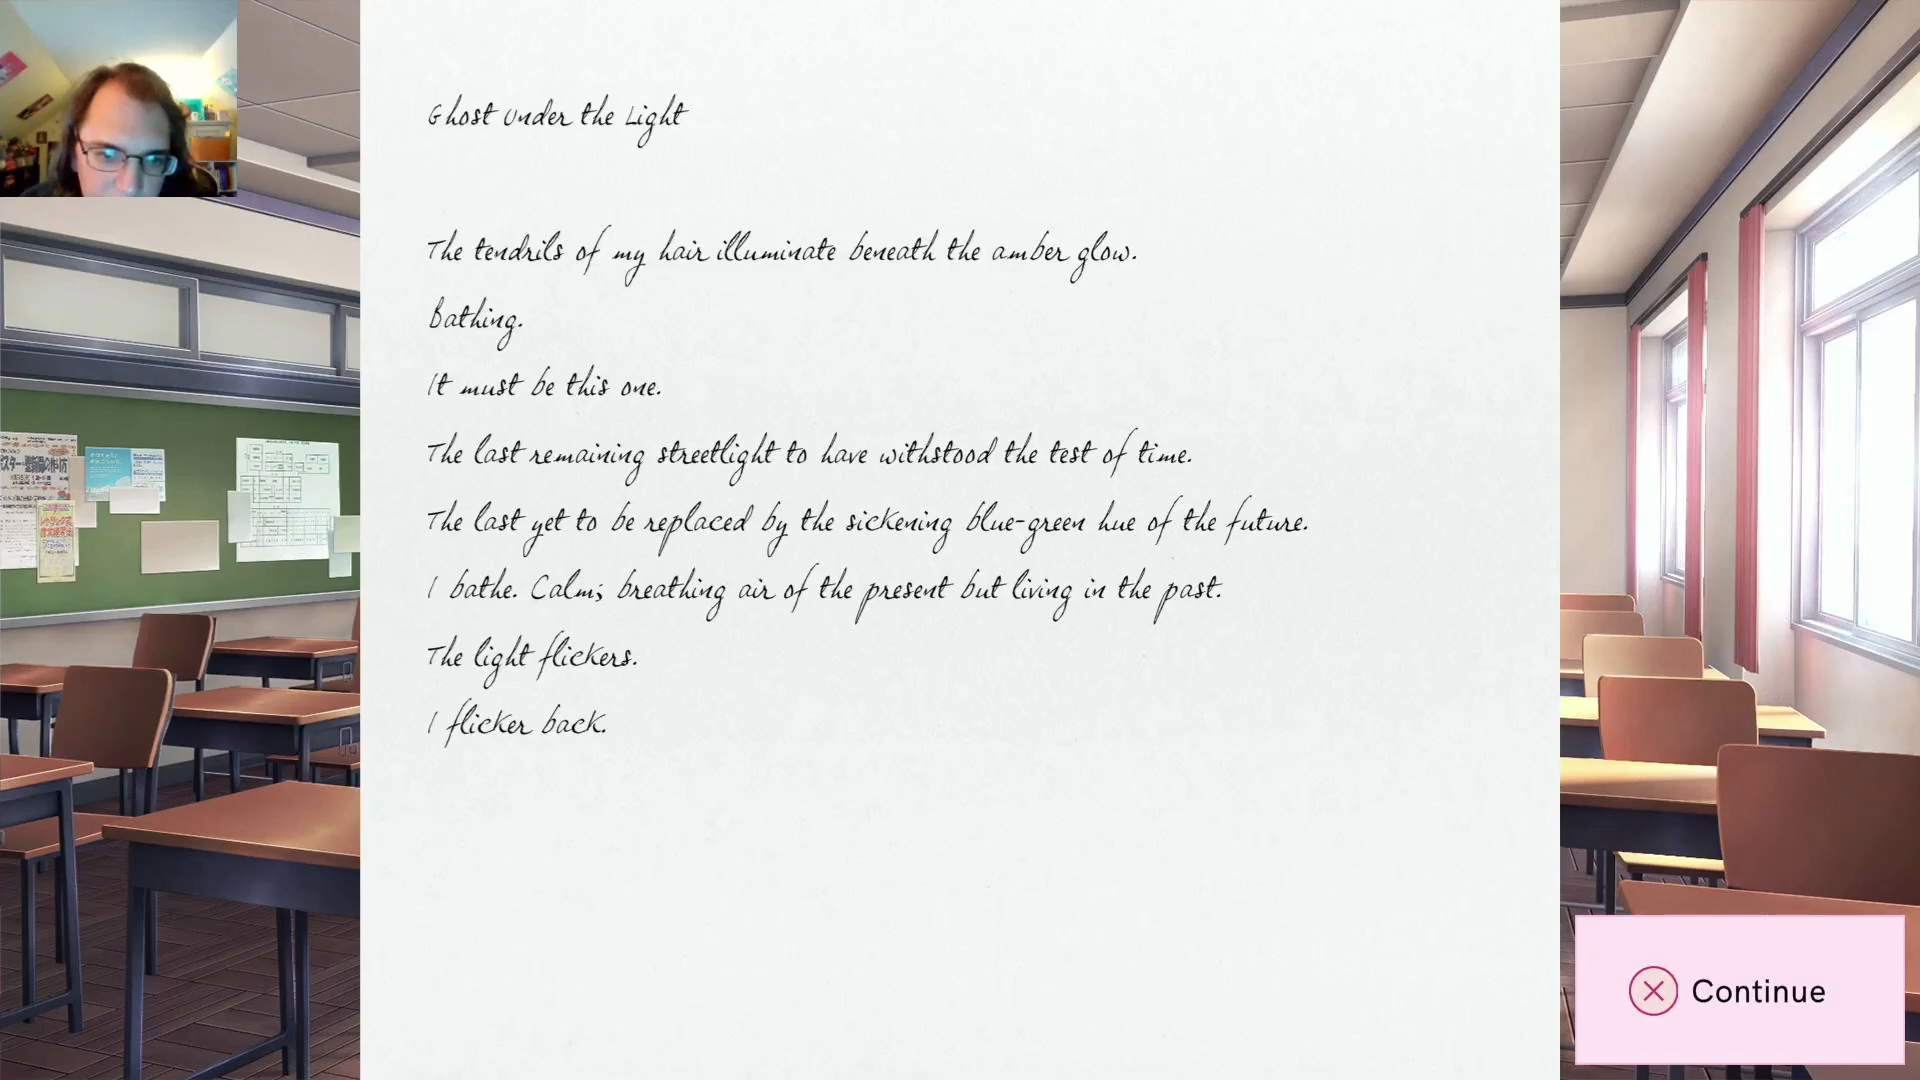 Ghost Under the Light
The tendrils of my hair illuminate beneath the amber glow.
Bathing.
It must be this one.
The last remaining streetlight to have withstood the test of time.
The last yet to be replaced by the sickening blue-green hue of the future.
I bathe. Calm; breathing air of the present but living in the past.
The light flickers.
I flicker back.
Continue